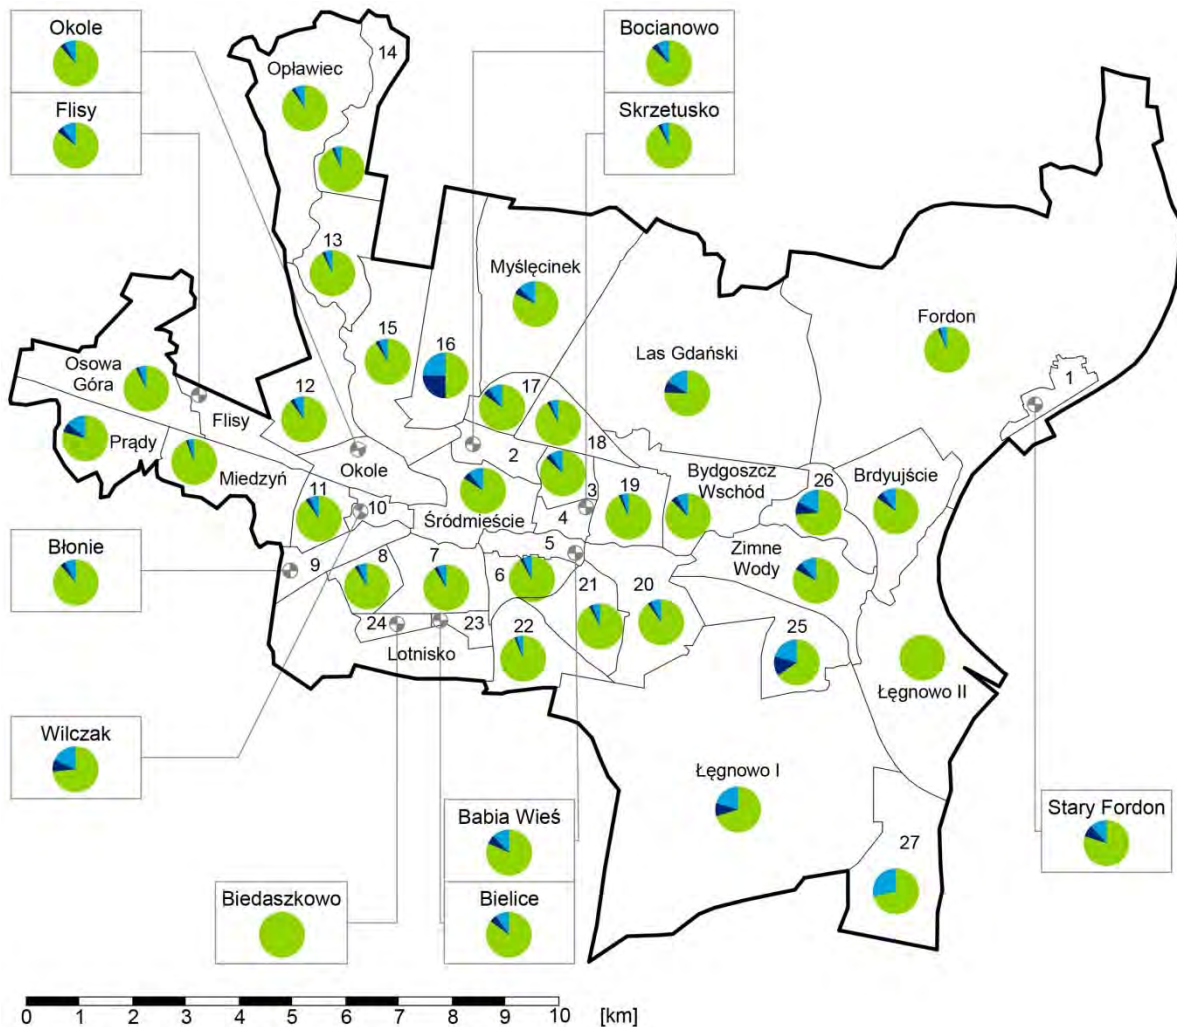 Okole
Bocianowo
14
Opławiec
Flisy
Skrzetusko
13
Myślęcinek
Fordon
15
16
Las Gdański
Osowa
Góra
12
17
1
Flisy
Prądy
18
Miedzyń
Okole
2
Bydgoszcz
Wschód
26
Brdyujście
11
10
3
19
Śródmieście
4
Błonie
5
Zimne
Wody
9
8
7
6
21
20
24
23
22
25
Lotnisko
Łęgnowo II
Wilczak
Łęgnowo I
Babia Wieś
Stary Fordon
27
Biedaszkowo
Bielice
0 1 2 3 4 5 6 7 8 9 10 [km]